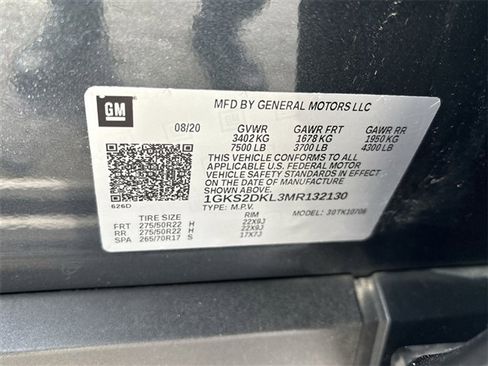 GM
MFD BY GENERAL MOTORS LLC
08/20 GVWR GAWR FRT GAWR RR
3402 KG 1678 KG 1950 KG
7500 LB 3700 LB 4300 LB
THIS VEHICLE CONFORMS TO ALL
APPLICABLE U.S. FEDERAL MOTOR
VEHICLE SAFETY STANDARDS IN EFFECT
ON THE DATE OF MANUFACTURE
SHOWN ABOVE.
1GKS2DKL3MR132130
626D TYPE: M.P.V. MODEL: 30TK10706
TIRE SIZE RIM
FRT 275/50R22 H 22X9J
RR 275/50R22 H 22X9J
SPA 265/70R17 S 17X7J